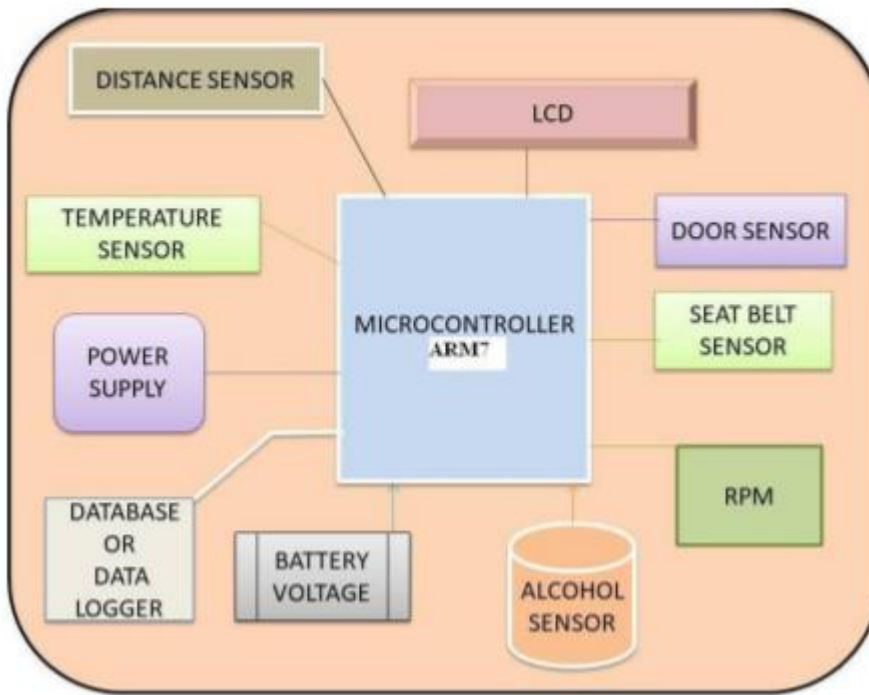 DISTANCE SENSOR
LCD
TEMPERATURE
SENSOR
DOOR SENSOR
MICROCONTROLLER
ARM7
SEAT BELT
SENSOR
POWER
SUPPLY
RPM
DATABASE
OR
DATA
LOGGER
BATTERY
VOLTAGE
ALCOHOL
SENSOR